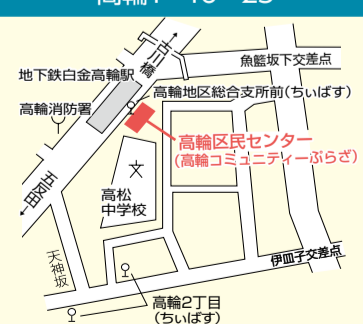 古川橋
魚籃坂下交差点
地下鉄白金高輪駅
高輪地区総合支所前(ちぃばす)
高輪消防署
高輪区民センター
(高輪コミュニティーぷらざ)
文
高松
中学校
五反田
天神坂
伊皿子交差点
高輪2丁目
(ちぃばす)